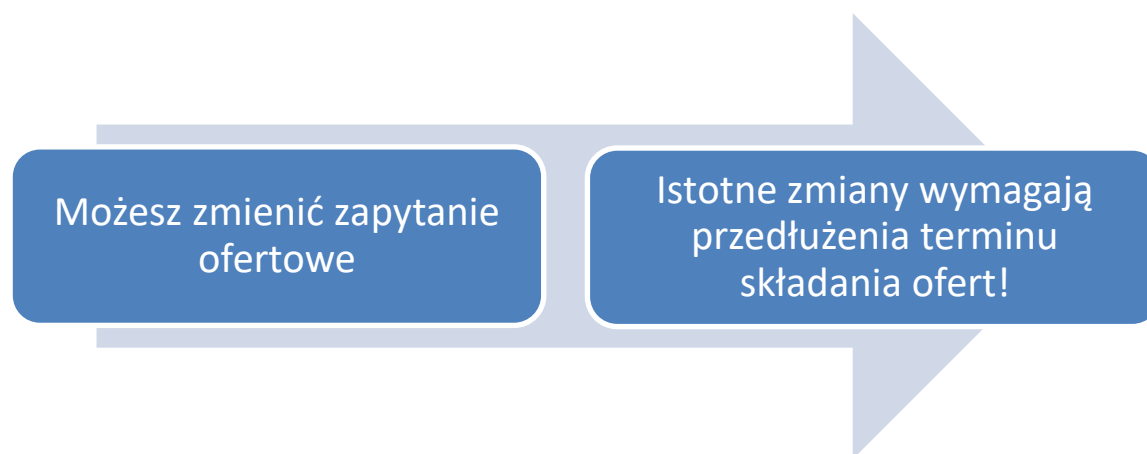 Możesz zmienić zapytanie
ofertowe
Istotne zmiany wymagają
przedłużenia terminu
składania ofert!